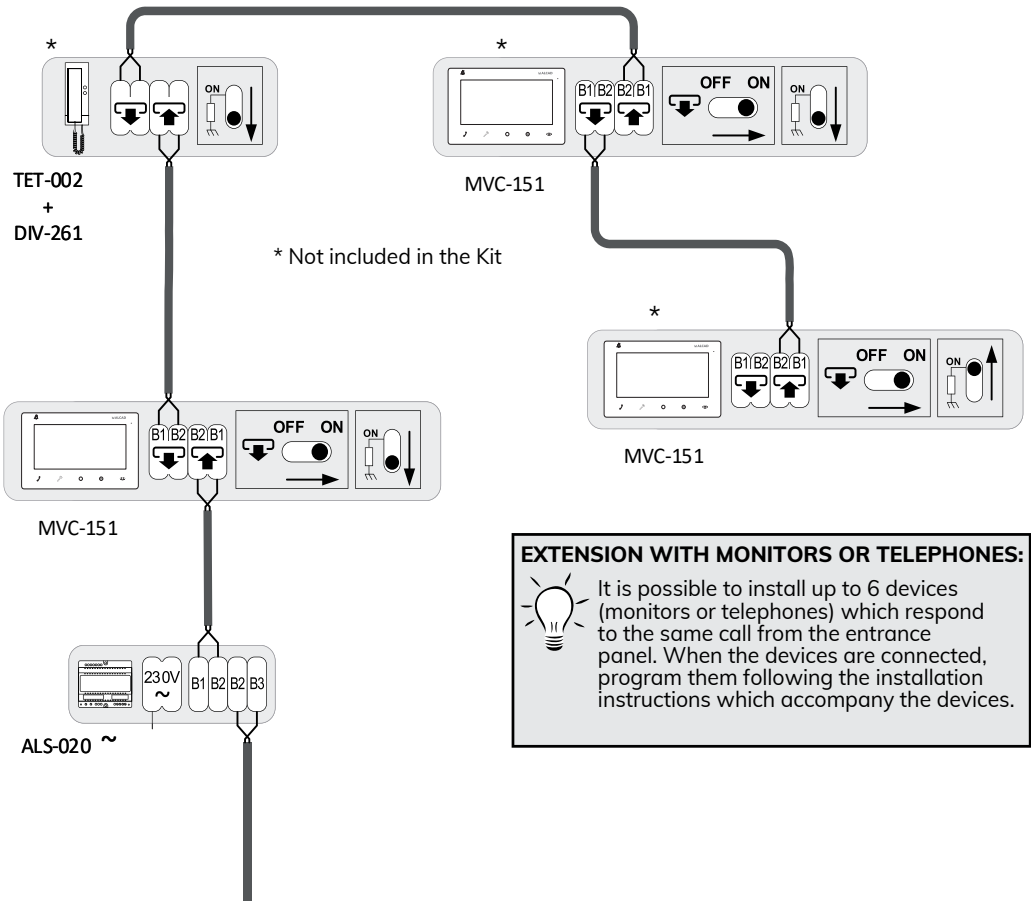 *
*
ON
B1 B2 B2 B1
OFF ON
ON
TET-002
+
DIV-261
MVC-151
* Not included in the Kit
*
B1 B2 B2 B1
OFF ON
ON
MVC-151
B1 B2 B2 B1
OFF ON
ON
MVC-151
EXTENSION WITH MONITORS OR TELEPHONES:
It is possible to install up to 6 devices
(monitors or telephones) which respond
to the same call from the entrance
panel. When the devices are connected,
program them following the installation
instructions which accompany the devices.
230V
~
B1 B2 B2 B3
ALS-020 ~